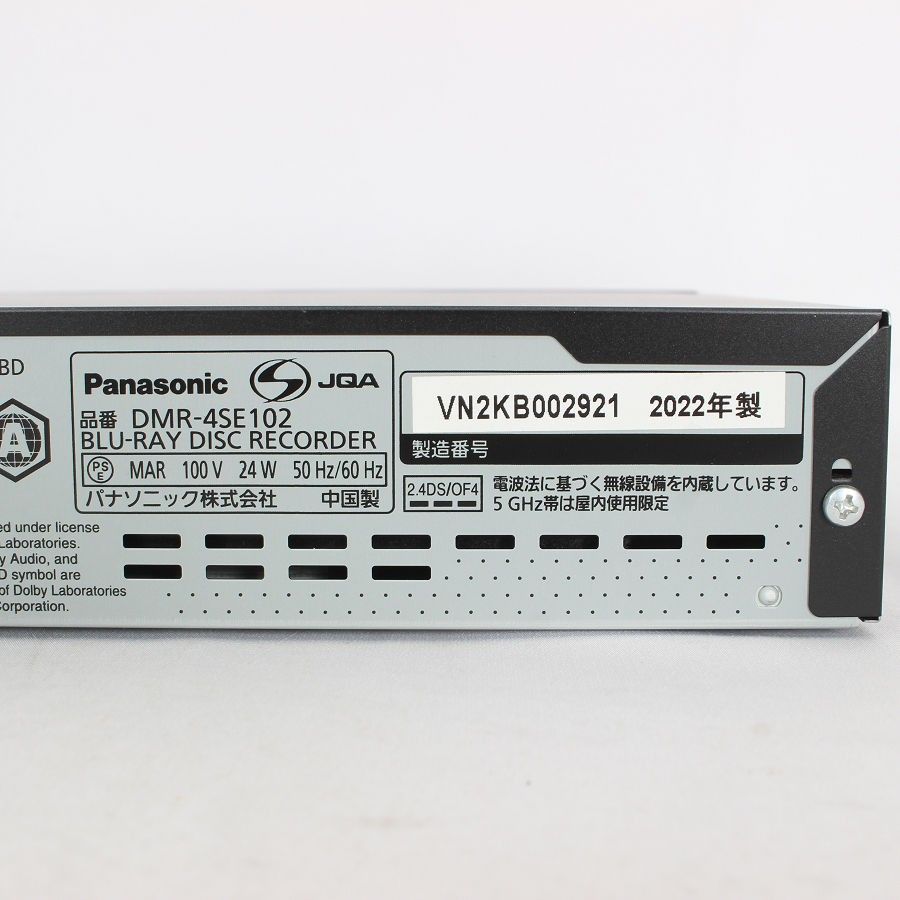 BD
Panasonic JQA
品番 DMR-4SE102
BLU-RAY DISC RECORDER
PS E MAR 100 V 24 W 50 Hz/60 Hz
パナソニック株式会社 中国製
VN2KB002921 2022年製
製造番号
2.4DS/OF4 電波法に基づく無線設備を内蔵しています。
5 GHz帯は屋内使用限定
A
ed under license
Laboratories.
y Audio, and
D symbol are
of Dolby Laboratories
Corporation.